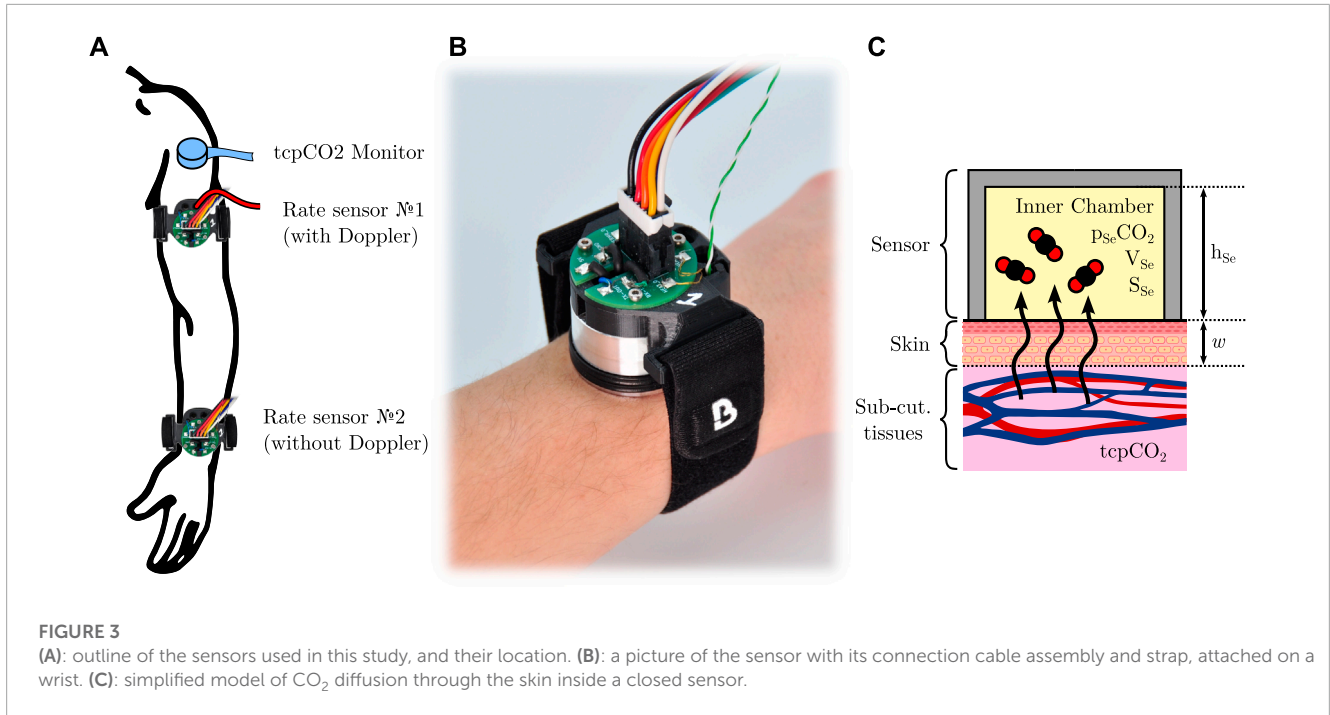 A
B
C
tcpCO2 Monitor
Rate sensor №1
(with Doppler)
Rate sensor №2
(without Doppler)
1
B
Sensor
Inner Chamber
pSeCO₂
VSe
SSe
hSe
Skin
w
Sub-cut.
tissues
tcpCO₂
FIGURE 3
(A): outline of the sensors used in this study, and their location. (B): a picture of the sensor with its connection cable assembly and strap, attached on a
wrist. (C): simplified model of CO₂ diffusion through the skin inside a closed sensor.